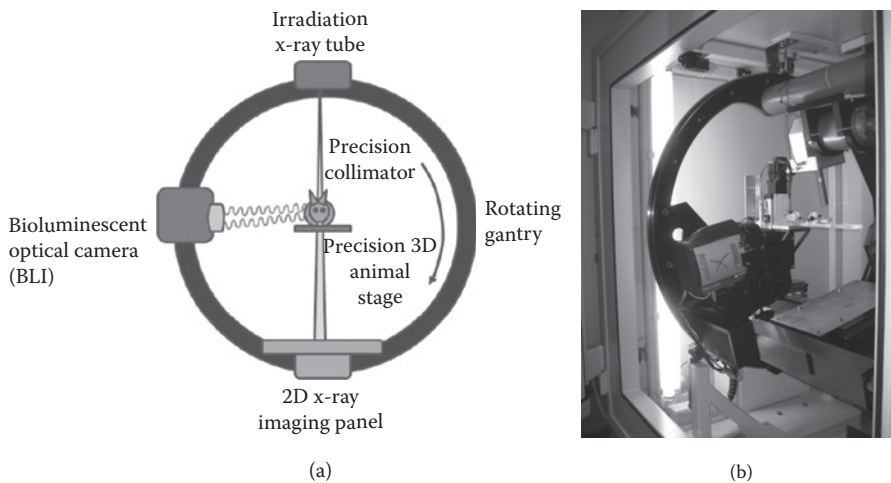 Irradiation
x-ray tube
Precision
collimator
Bioluminescent
optical camera
(BLI)
Rotating
gantry
Precision 3D
animal
stage
2D x-ray
imaging panel
(a)
(b)